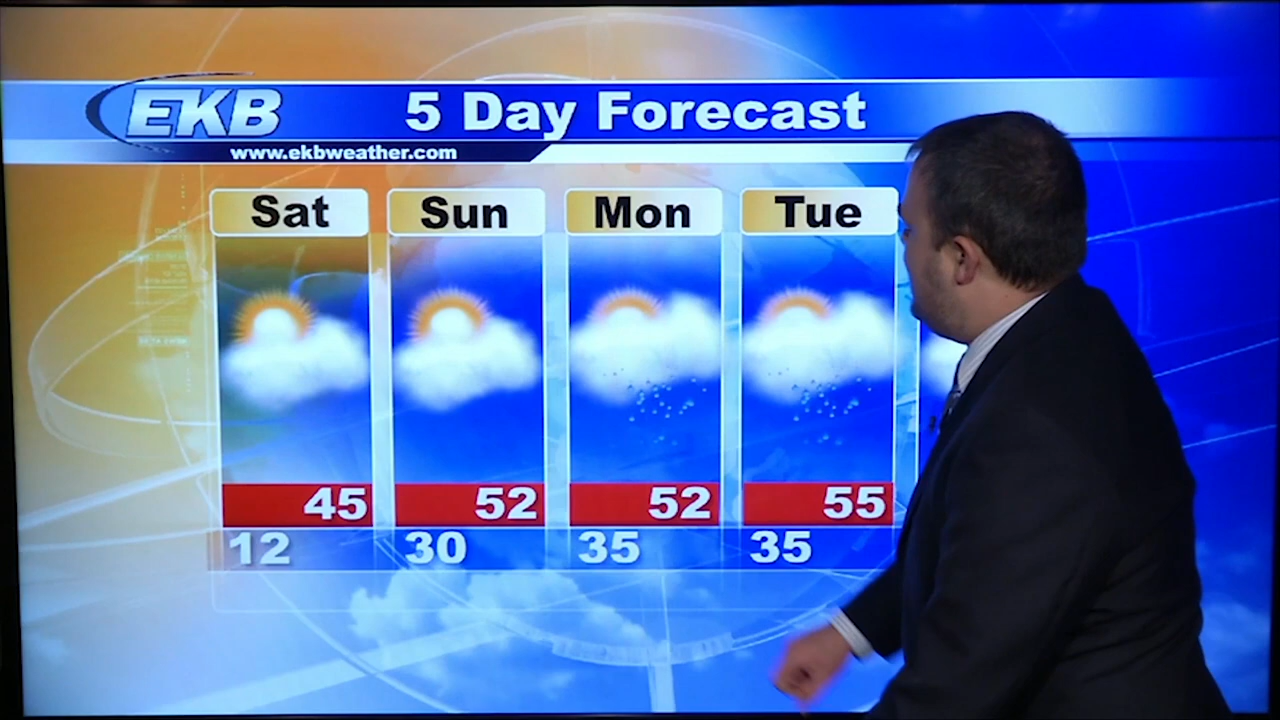 EKB
5 Day Forecast
www.ekbweather.com
Sat Sun Mon Tue
45 52 52 55
12 30 35 35